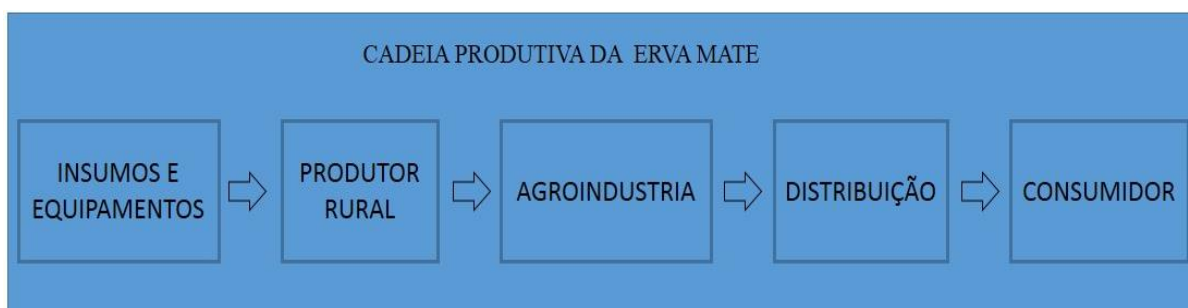 CADEIA PRODUTIVA DA ERVA MATE
INSUMOS E
EQUIPAMENTOS
PRODUTOR
RURAL
AGROINDUSTRIA
DISTRIBUIÇÃO
CONSUMIDOR